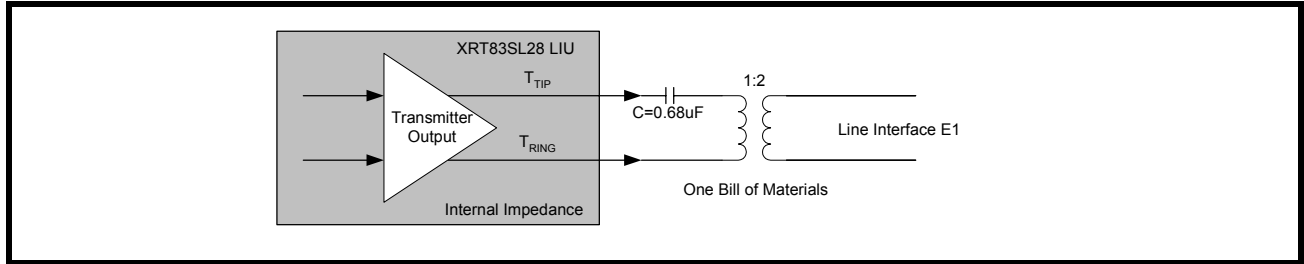 XRT83SL28 LIU
TTIP
1:2
C=0.68uF
Transmitter
Output
Line Interface E1
TRING
One Bill of Materials
Internal Impedance